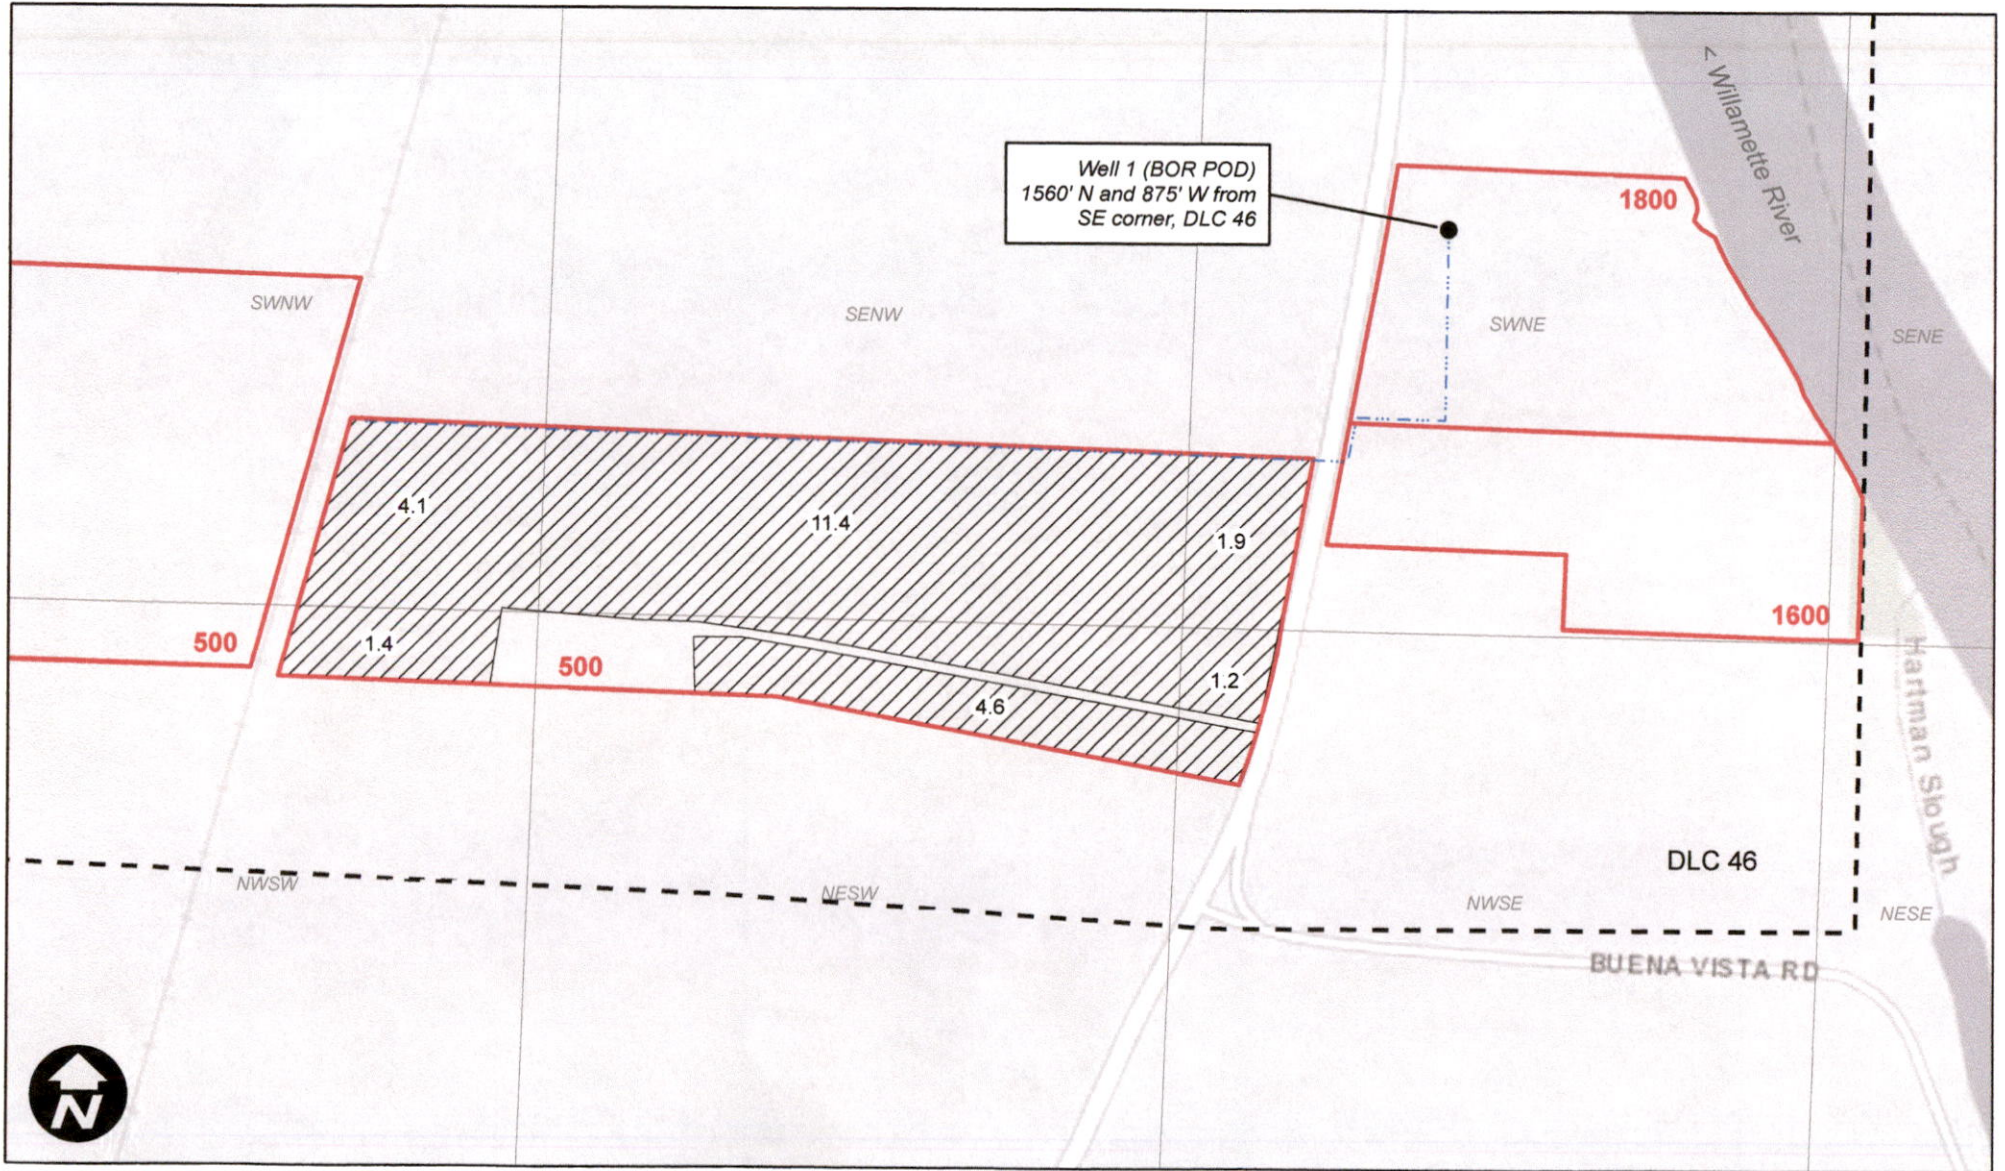 < Willamette River
Well 1 (BOR POD)
1560' N and 875' W from
SE corner, DLC 46
1800
SWNW
SENW
SWNE
SENE
4.1
11.4
1.9
500
1.4
500
1.2
4.6
1600
Hartman Slough
DLC 46
NWSW
NESW
NWSE
NESE
BUENA VISTA RD
N